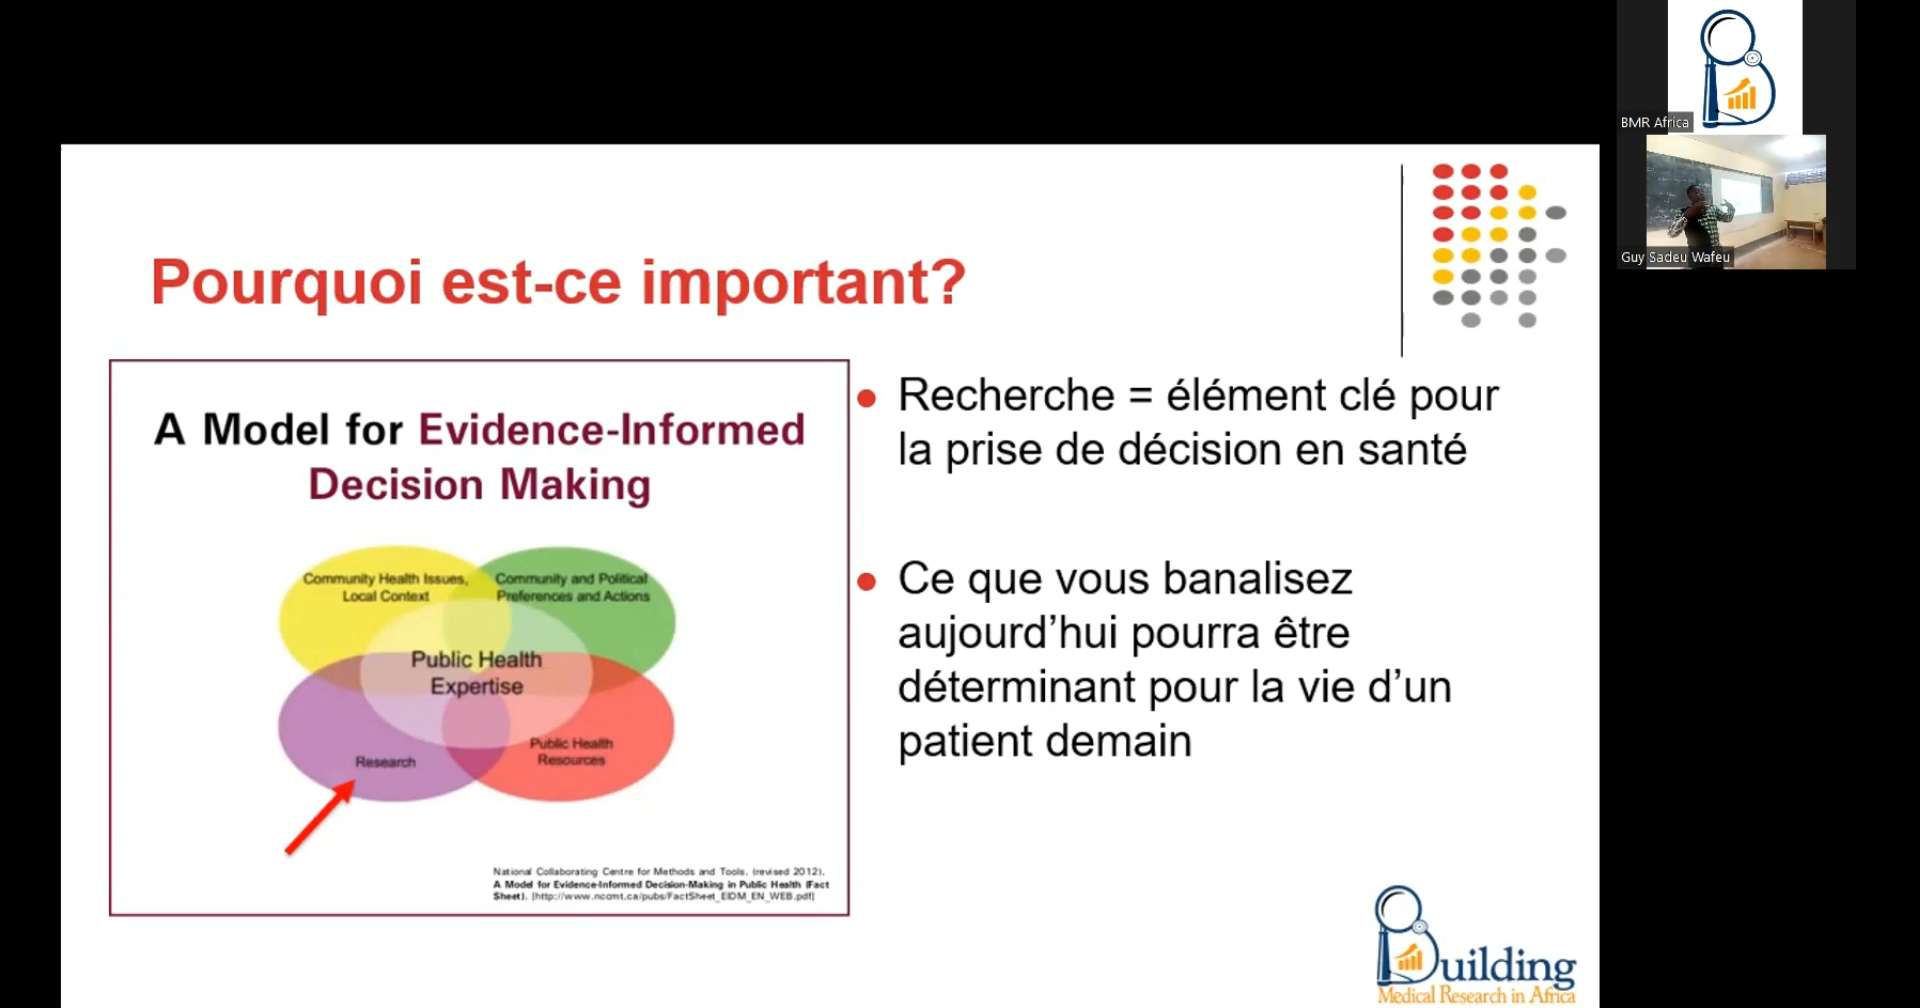 BMR Africa
Guy Sadeu Wafeu
Pourquoi est-ce important?
A Model for Evidence-Informed
Decision Making
Community Health Issues,
Local Context
Community and Political
Preferences and Actions
Public Health
Expertise
Research
Public Health
Resources
National Collaborating Centre for Methods and Tools. (revised 2012).
A Model for Evidence-Informed Decision-Making in Public Health (Fact
Sheet). [http://www.nccmt.ca/pubs/FactSheet_EIDM_EN_WEB.pdf]
Recherche = élément clé pour
la prise de décision en santé
Ce que vous banalisez
aujourd’hui pourra être
déterminant pour la vie d’un
patient demain
Building
Medical Research in Africa